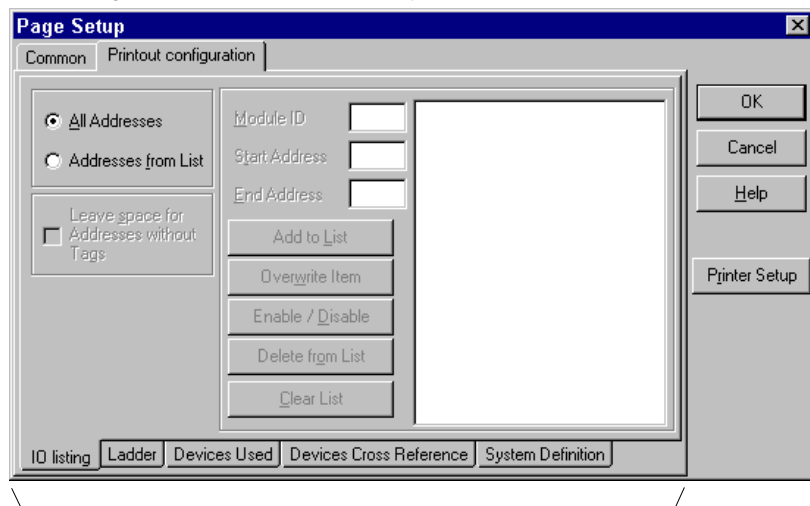 Page Setup
Common Printout configuration
All Addresses
Addresses from List
Leave space for
Addresses without
Tags
Module ID
Start Address
End Address
Add to List
Overwrite Item
Enable / Disable
Delete from List
Clear List
OK
Cancel
Help
Printer Setup
IO listing Ladder Devices Used Devices Cross Reference System Definition